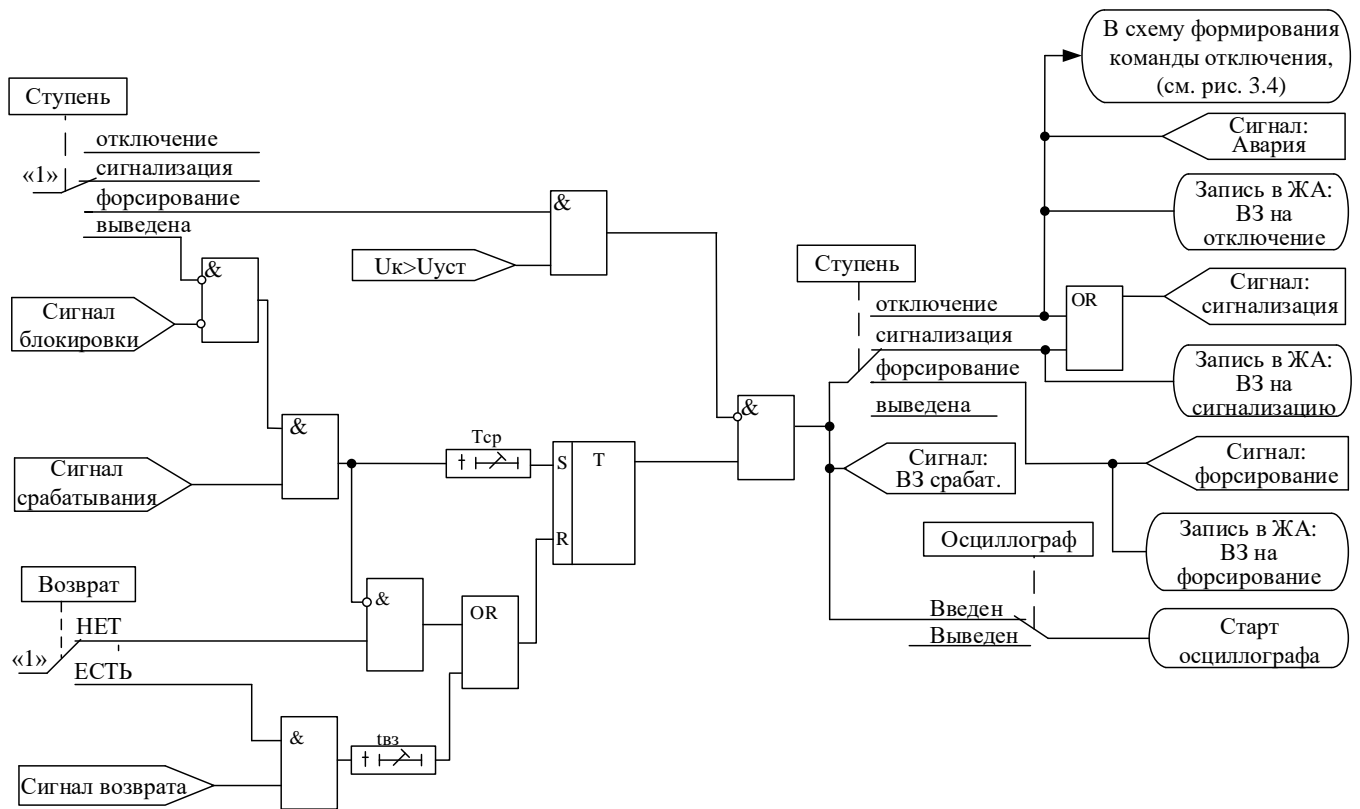 В схему формирования
команды отключения,
(см. рис. 3.4)
Ступень
отключение
«1»
сигнализация
форсирование
выведена
&
Сигнал
блокировки
&
Uк>Uуст
Сигнал:
Авария
Запись в ЖА:
ВЗ на
отключение
Ступень
отключение
сигнализация
форсирование
выведена
OR
Сигнал:
сигнализация
Запись в ЖА:
ВЗ на
сигнализацию
&
Сигнал
срабатывания
Тср
S
T
R
&
Сигнал:
ВЗ срабат.
Сигнал:
форсирование
Запись в ЖА:
ВЗ на
форсирование
Осциллограф
Введен
Выведен
Старт
осциллографа
Возврат
«1»
НЕТ
ЕСТЬ
&
OR
&
tвз
Сигнал возврата